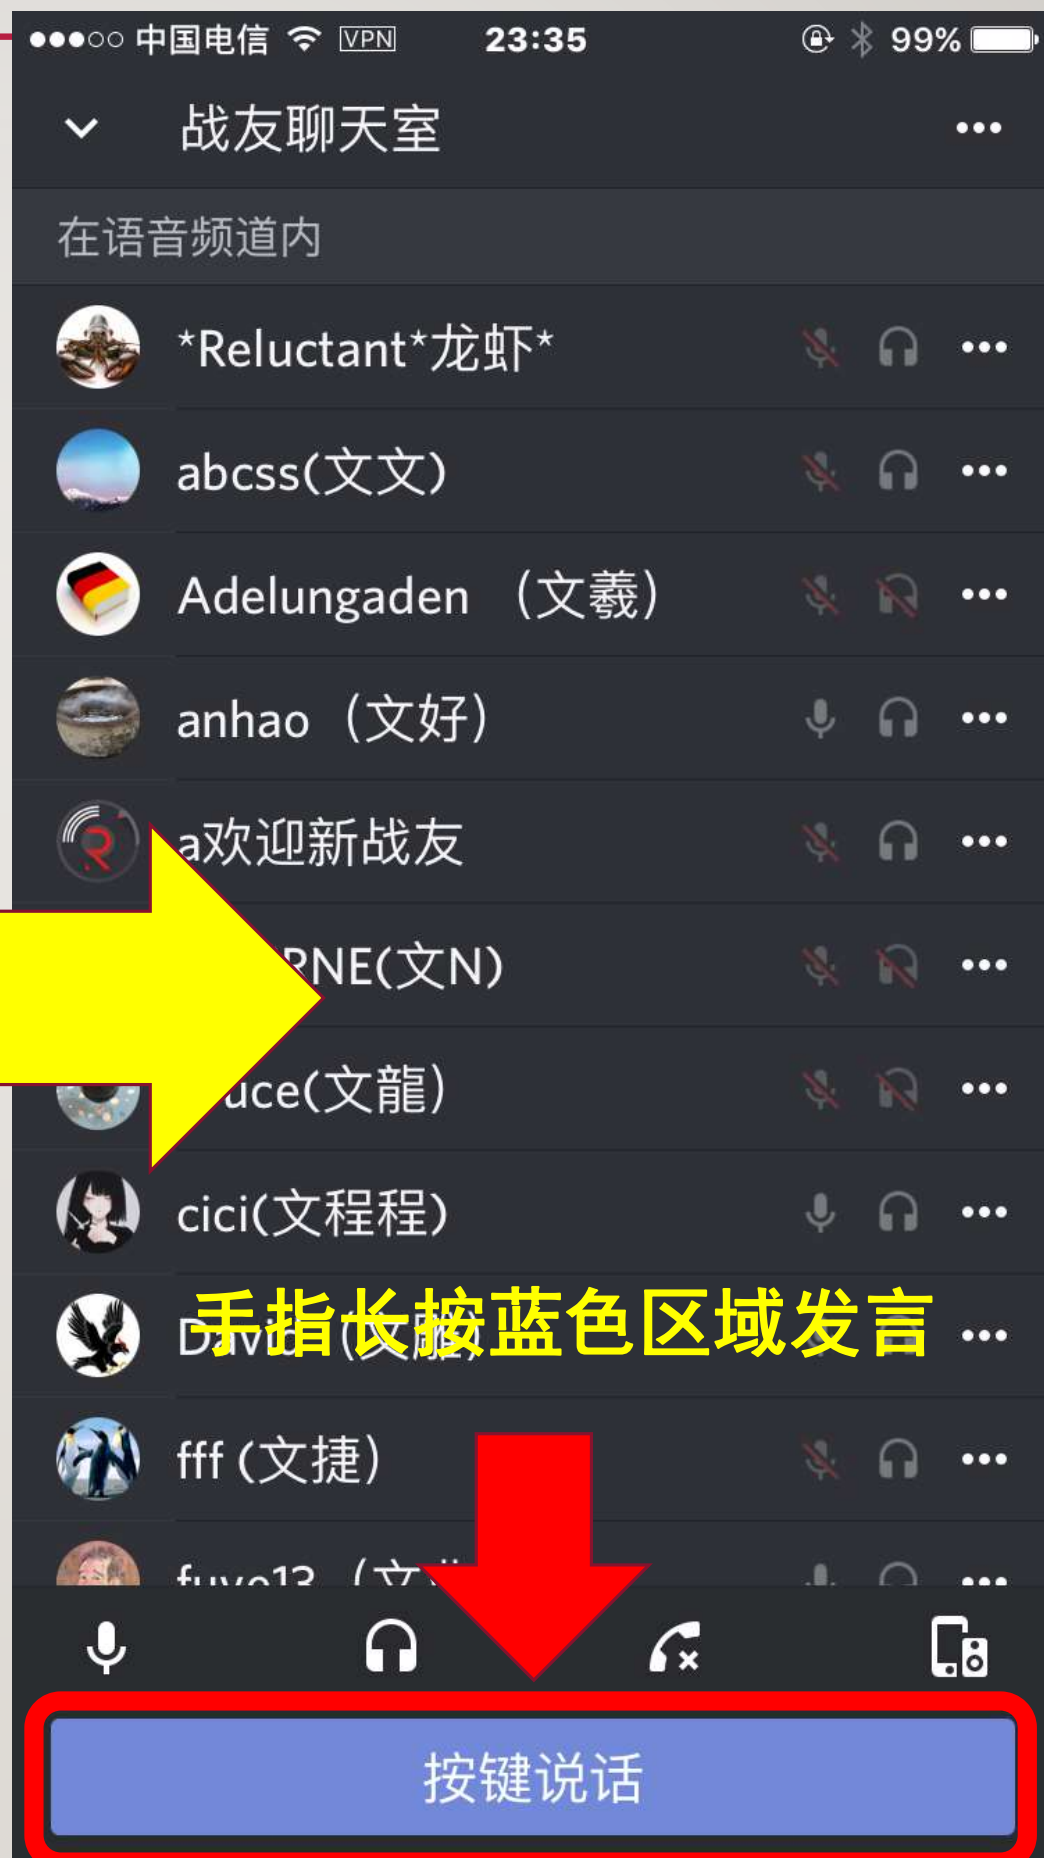 中国电信 VPN 23:35 99%
战友聊天室
在语音频道内
*Reluctant*龙虾*
abcss(文文)
Adelungaden （文羲)
anhao（文好）
a欢迎新战友
RNE(文N)
uce(文龍)
cici(文程程)
David
手指长按蓝色区域发言
fff (文捷)
按键说话